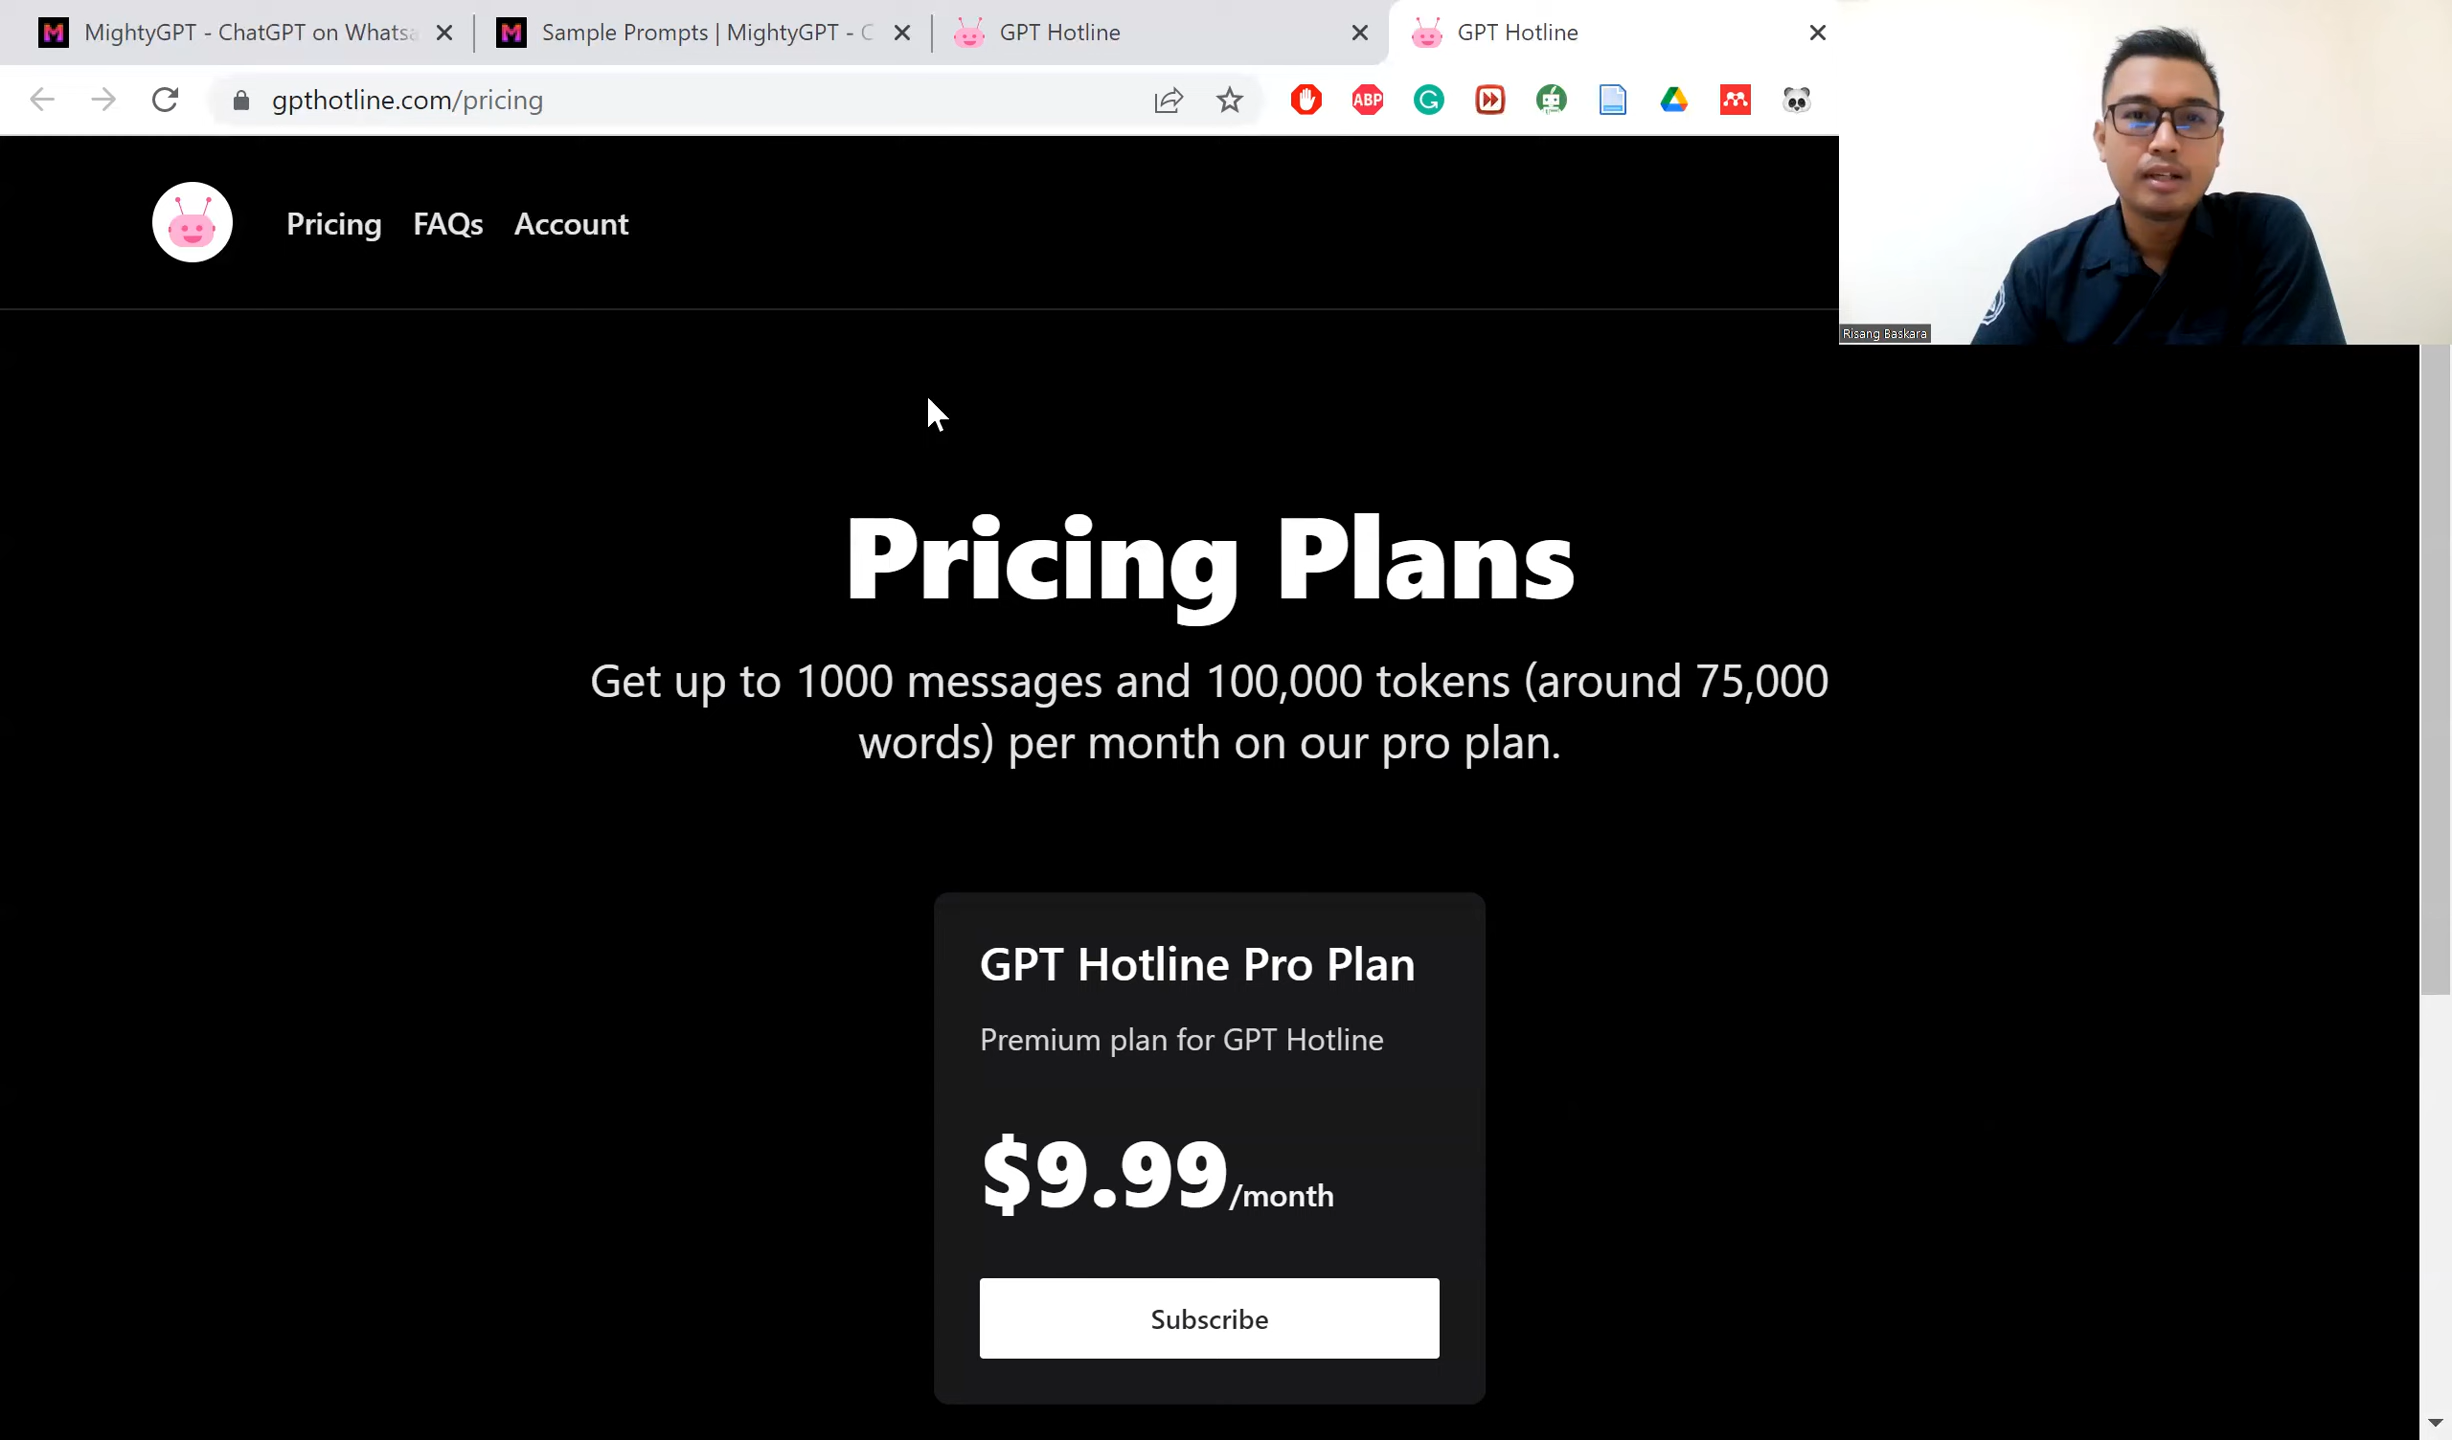 MightyGPT - ChatGPT on Whatsa
Sample Prompts | MightyGPT - C
GPT Hotline
GPT Hotline
gpthotline.com/pricing
ABP
Pricing
FAQs
Account
Risang Baskara
Pricing Plans
Get up to 1000 messages and 100,000 tokens (around 75,000
words) per month on our pro plan.
GPT Hotline Pro Plan
Premium plan for GPT Hotline
$9.99/month
Subscribe